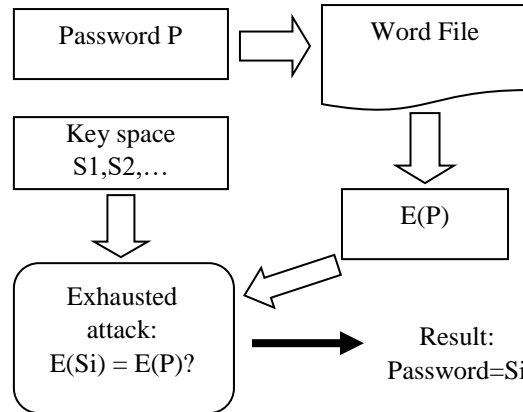 Password P
Word File
Key space
S1,S2,…
E(P)
Exhausted
attack:
E(Si) = E(P)?
Result:
Password=Si